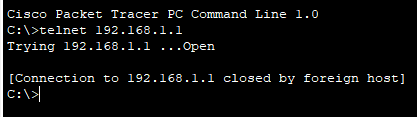 Cisco Packet Tracer PC Command Line 1.0
C:\>telnet 192.168.1.1
Trying 192.168.1.1 ...Open
[Connection to 192.168.1.1 closed by foreign host]
C:\>